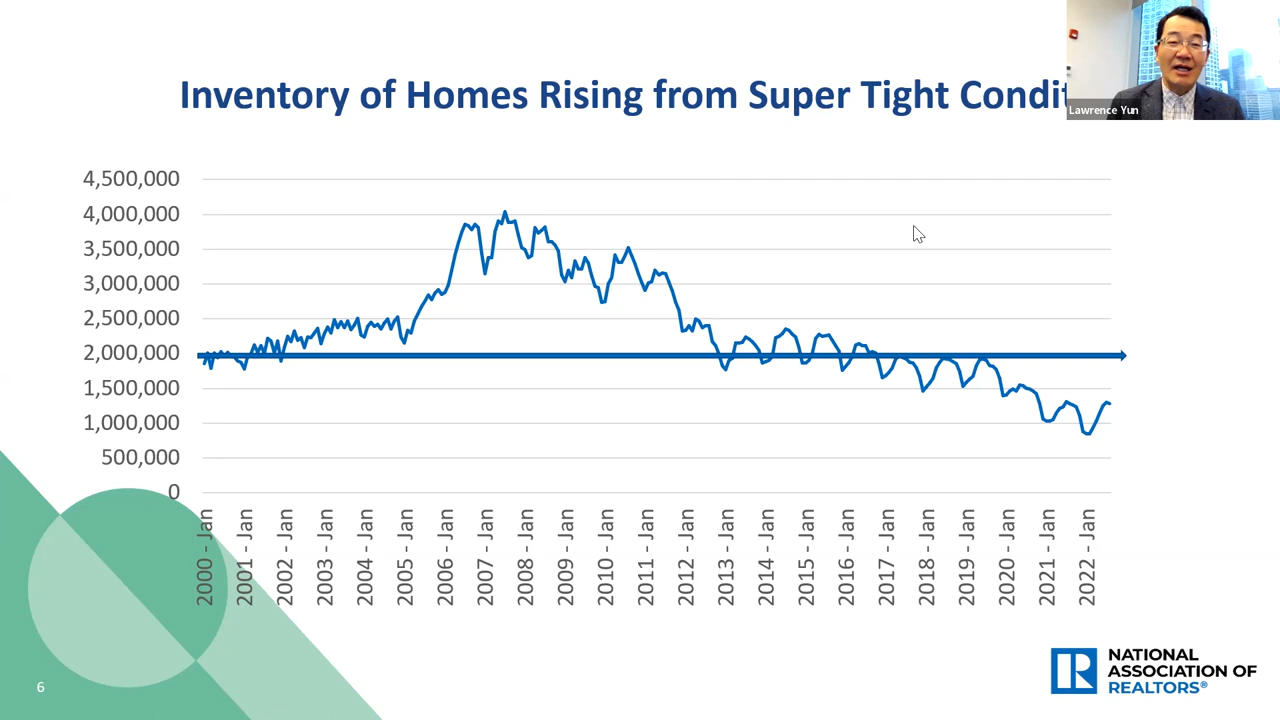 Inventory of Homes Rising from Super Tight Condit
Lawrence Yun
4,500,000
4,000,000
3,500,000
3,000,000
2,500,000
2,000,000
1,500,000
1,000,000
500,000
0
2000 - Jan
2001 - Jan
2002 - Jan
2003 - Jan
2004 - Jan
2005 - Jan
2006 - Jan
2007 - Jan
2008 - Jan
2009 - Jan
2010 - Jan
2011 - Jan
2012 - Jan
2013 - Jan
2014 - Jan
2015 - Jan
2016 - Jan
2017 - Jan
2018 - Jan
2019 - Jan
2020 - Jan
2021 - Jan
2022 - Jan
NATIONAL
ASSOCIATION OF
REALTORS®
6